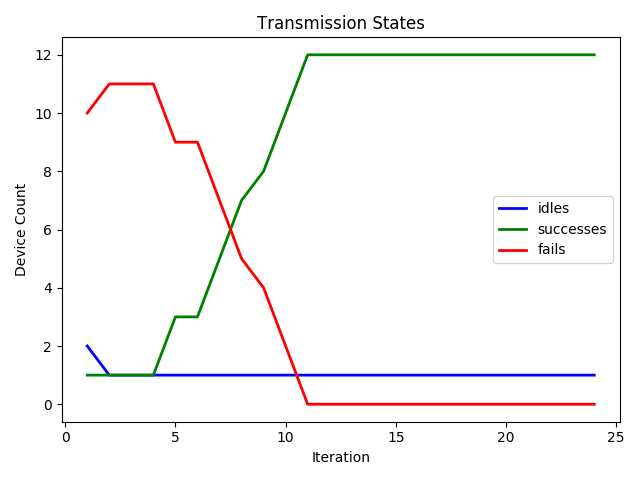 Transmission States
Device Count
12
10
8
6
4
2
0
idles
successes
fails
0 5 10 15 20 25
Iteration